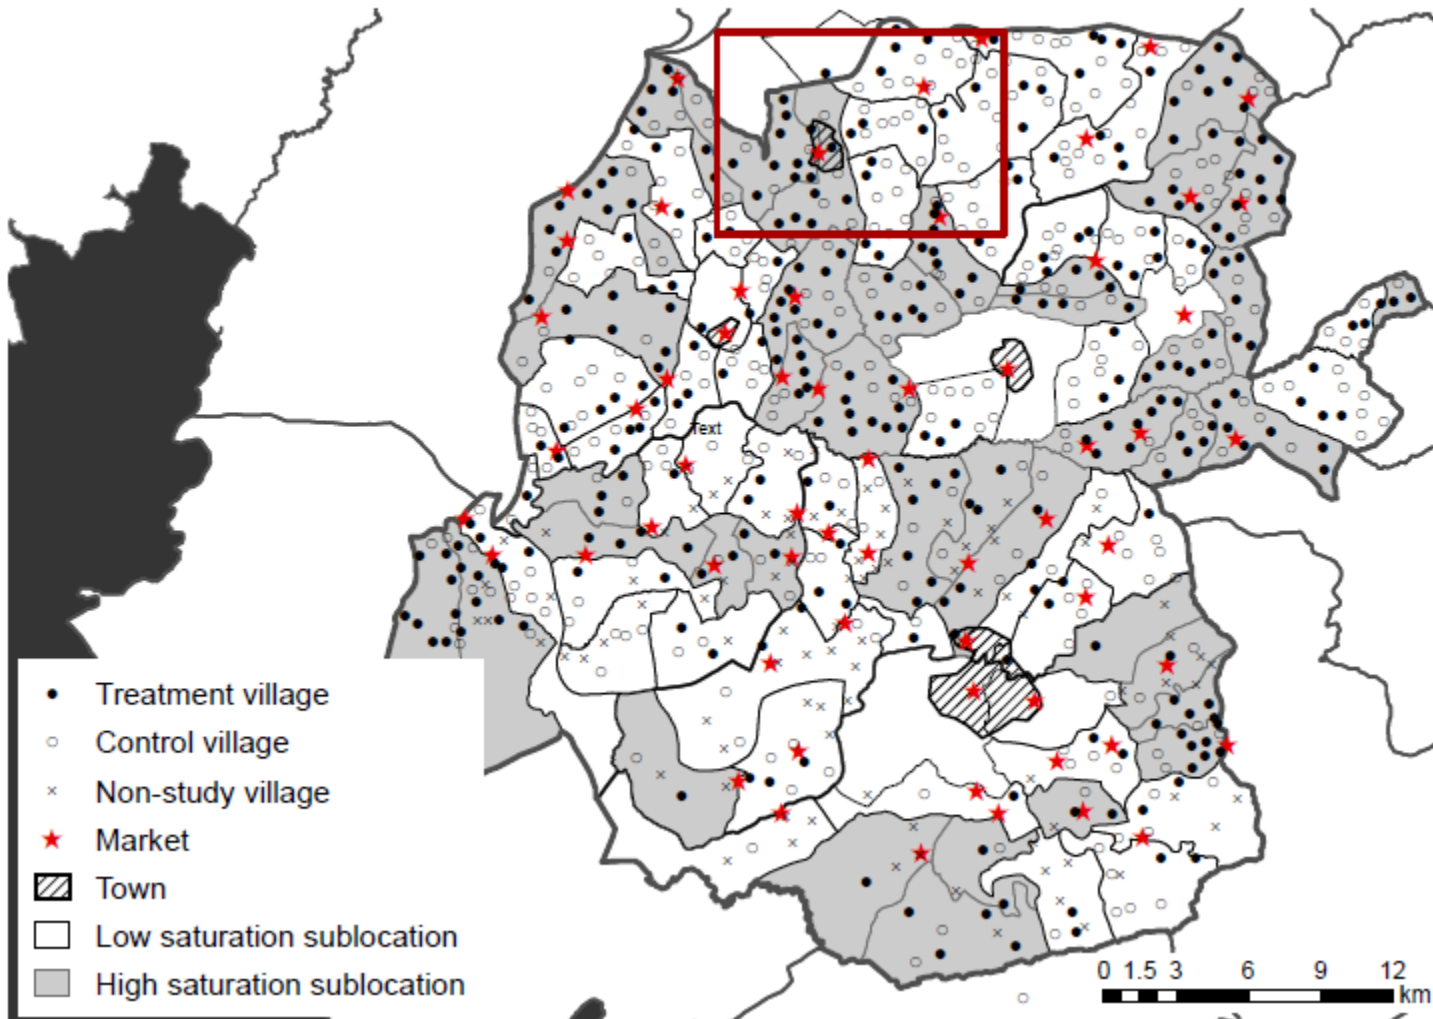 Text
Treatment village
Control village
Non-study village
Market
Town
Low saturation sublocation
High saturation sublocation
0 1.5 3 6 9 12
km